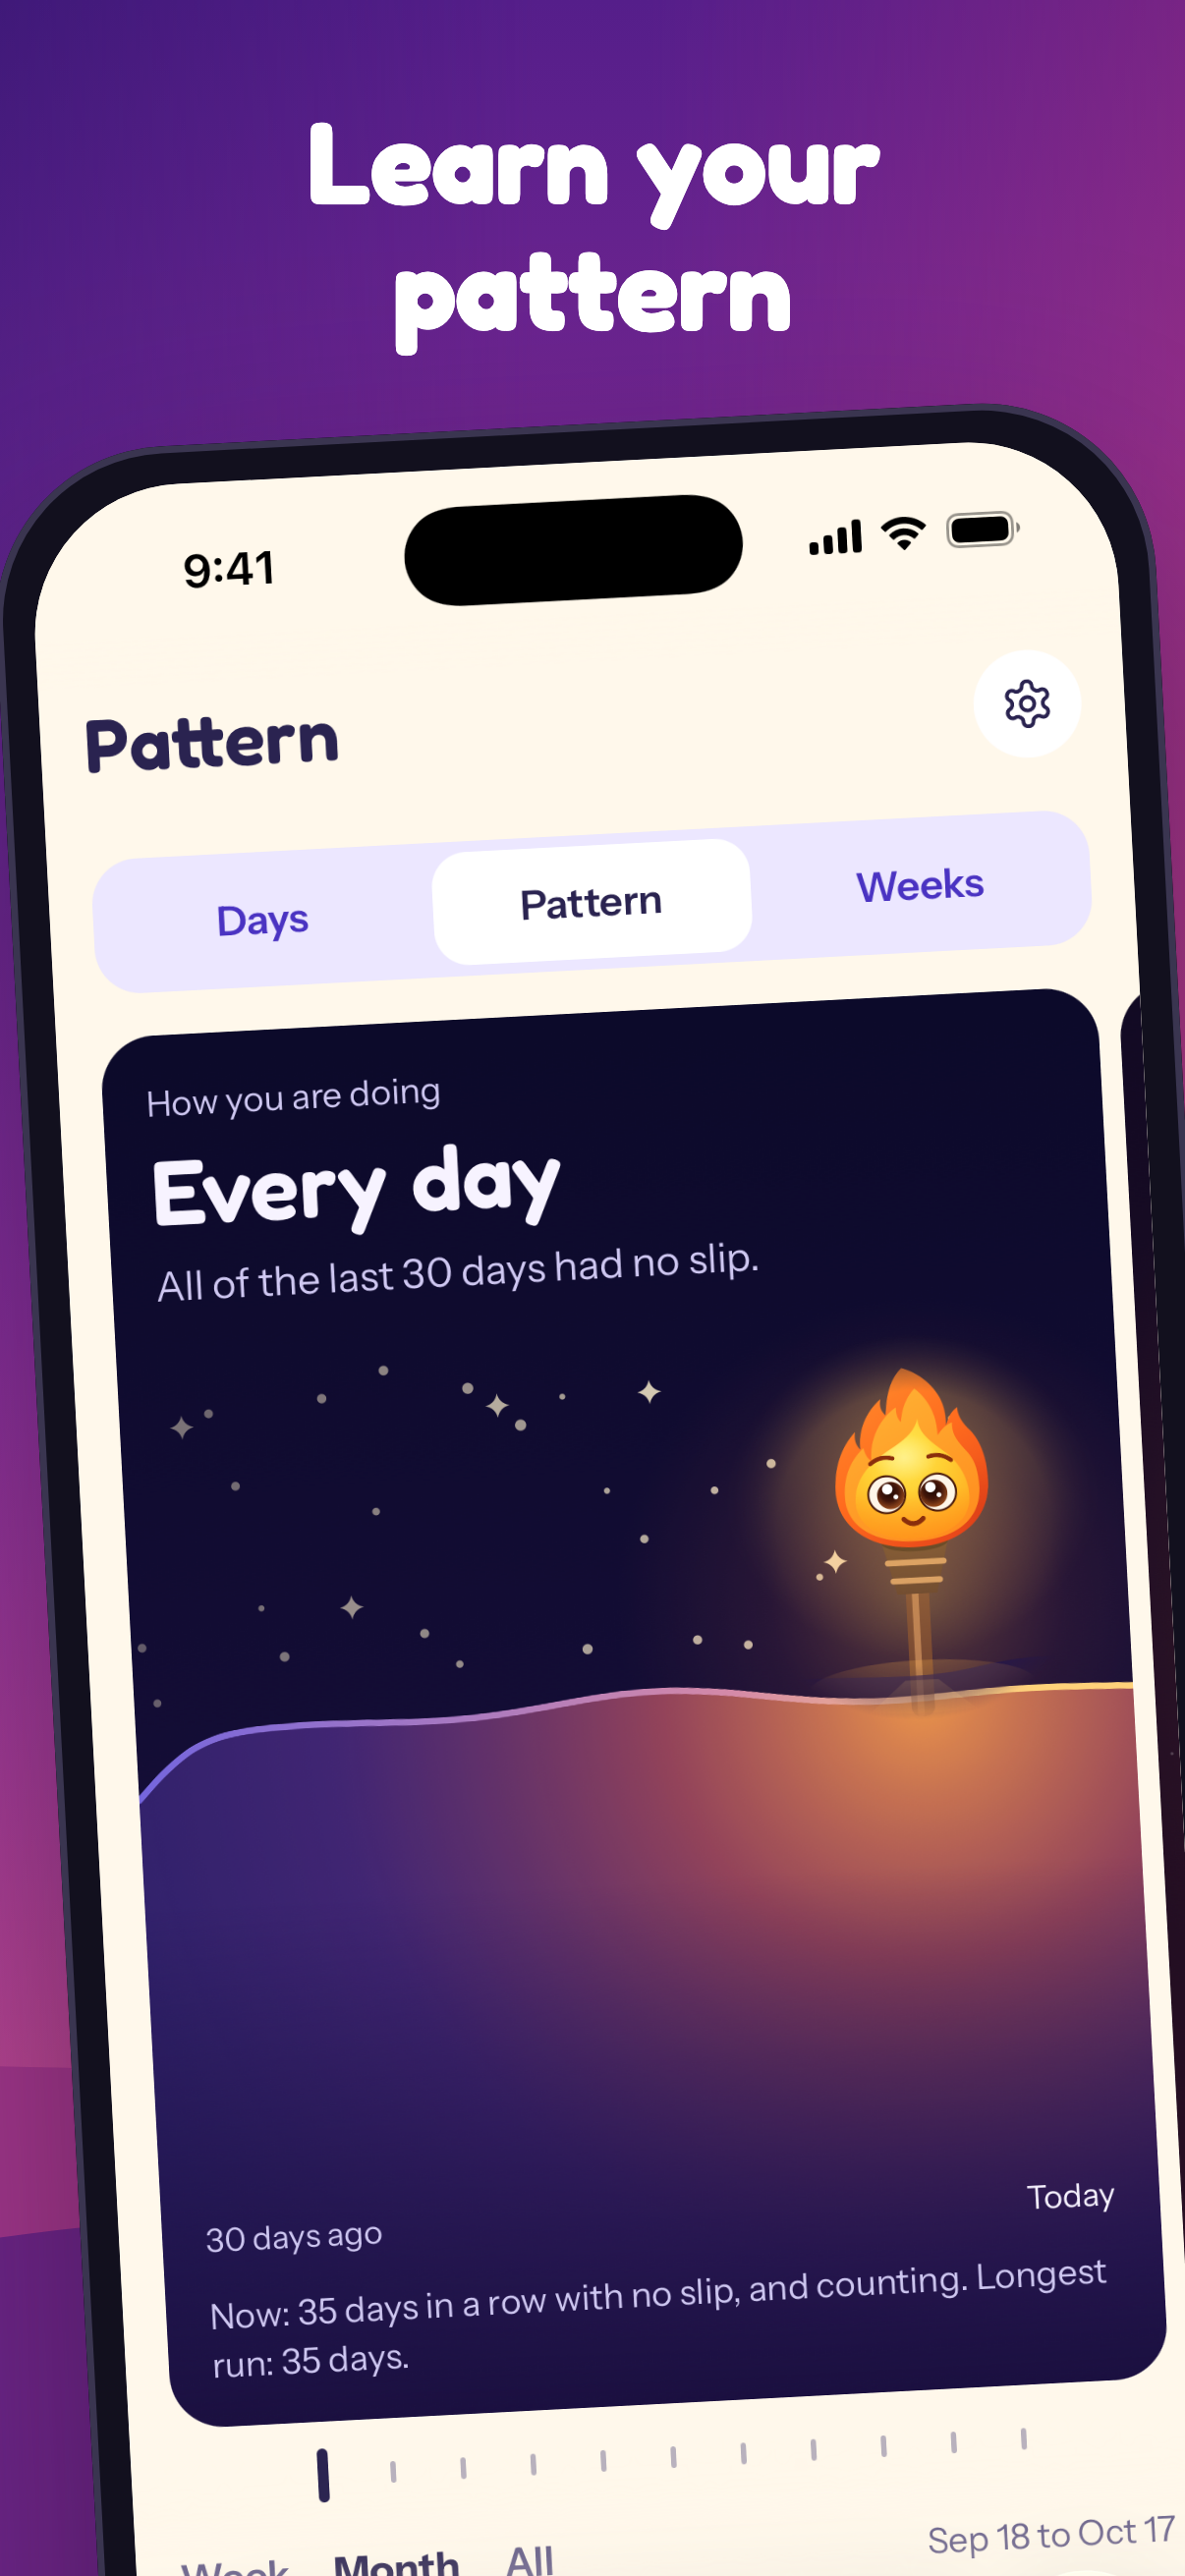 Learn your
pattern
9:41
Pattern
Days Pattern Weeks
How you are doing
Every day
All of the last 30 days had no slip.
30 days ago Today
Now: 35 days in a row with no slip, and counting. Longest
run: 35 days.
Week Month All Sep 18 to Oct 17